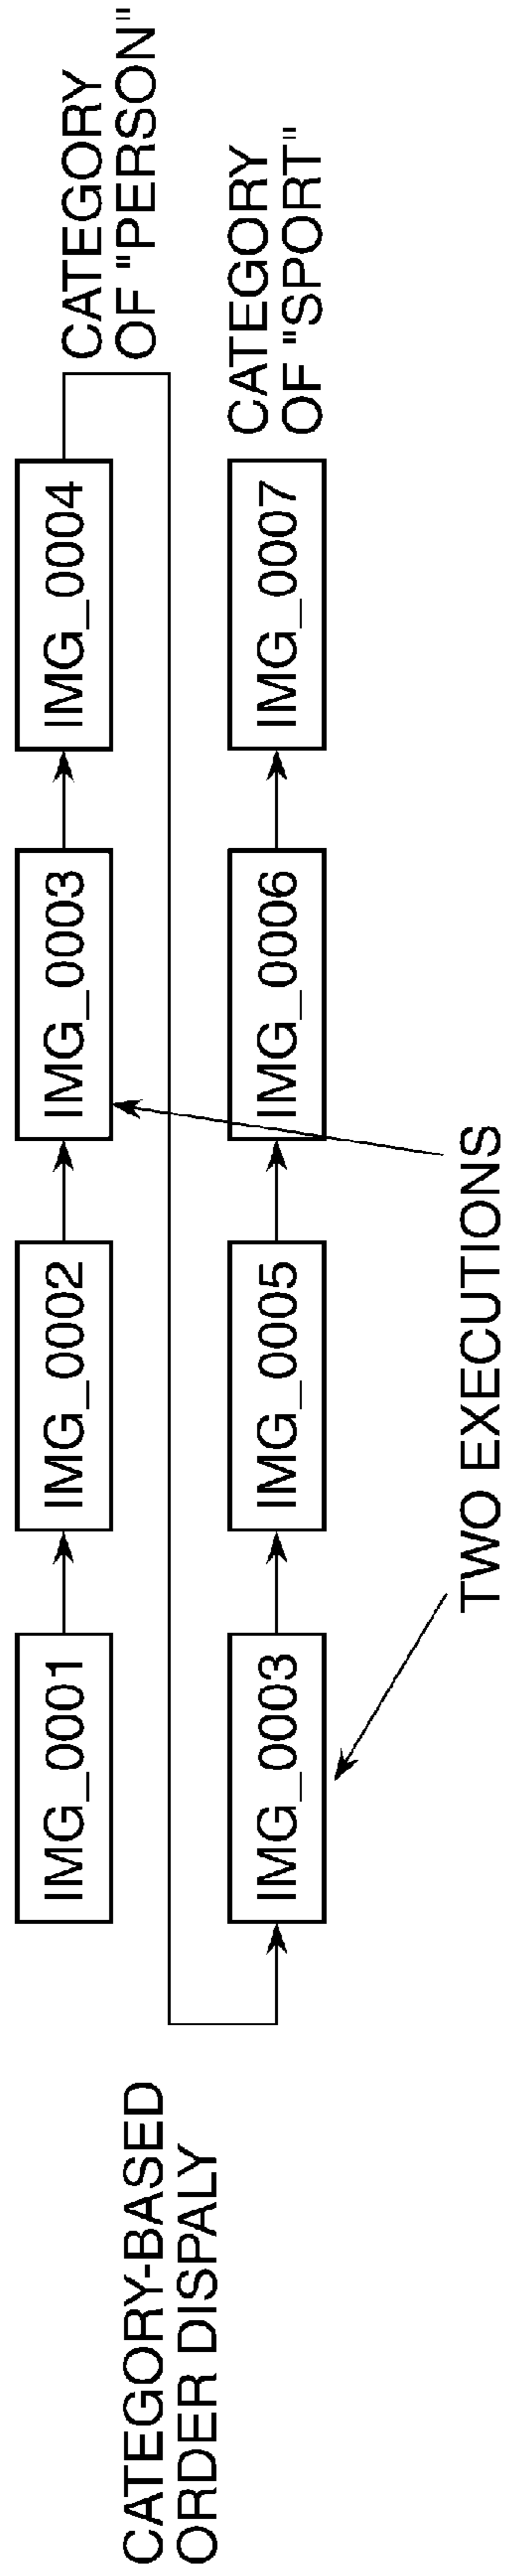 CATEGORY-BASED
ORDER DISPALY
IMG_0001
IMG_0002
IMG_0003
IMG_0004
CATEGORY
OF "PERSON"
IMG_0003
IMG_0005
IMG_0006
IMG_0007
CATEGORY
OF "SPORT"
TWO EXECUTIONS